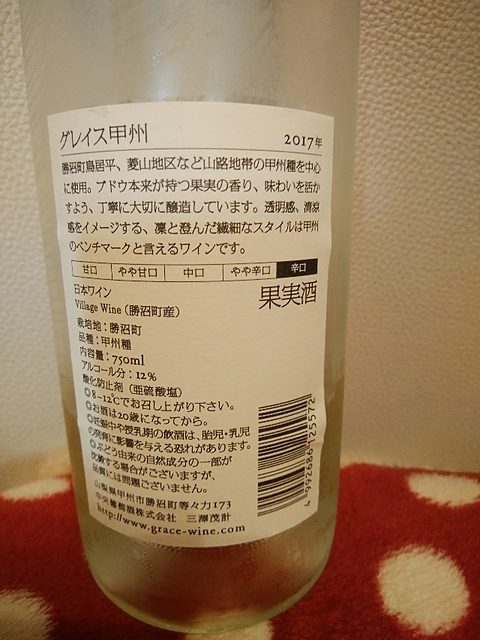 グレイス甲州 2017年
勝沼町鳥居平、菱山地区など山路地帯の甲州種を中心
に使用。ブドウ本来が持つ果実の香り、味わいを活か
すよう、丁寧に大切に醸造しています。透明感、清涼
感をイメージする、凜と澄んだ繊細なスタイルは甲州
のベンチマークと言えるワインです。
甘口 やや甘口 中口 やや辛口 辛口
日本ワイン 果実酒
Village Wine (勝沼町産)
栽培地：勝沼町
品種：甲州種
内容量：750ml
アルコール分：12%
酸化防止剤（亜硫酸塩）
◎8-12℃でお召し上がり下さい。
◎お酒は20歳になってから。
◎妊娠中や授乳期の飲酒は、胎児・乳児
の発育に影響を与える恐れがあります。
◎ぶどう由来の自然成分の一部が
沈殿する場合がございますが、
品質には問題ございません。
山梨県甲州市勝沼町等々力173
中央葡萄酒株式会社 三澤茂計
http://www.grace-wine.com
4 992686 125572